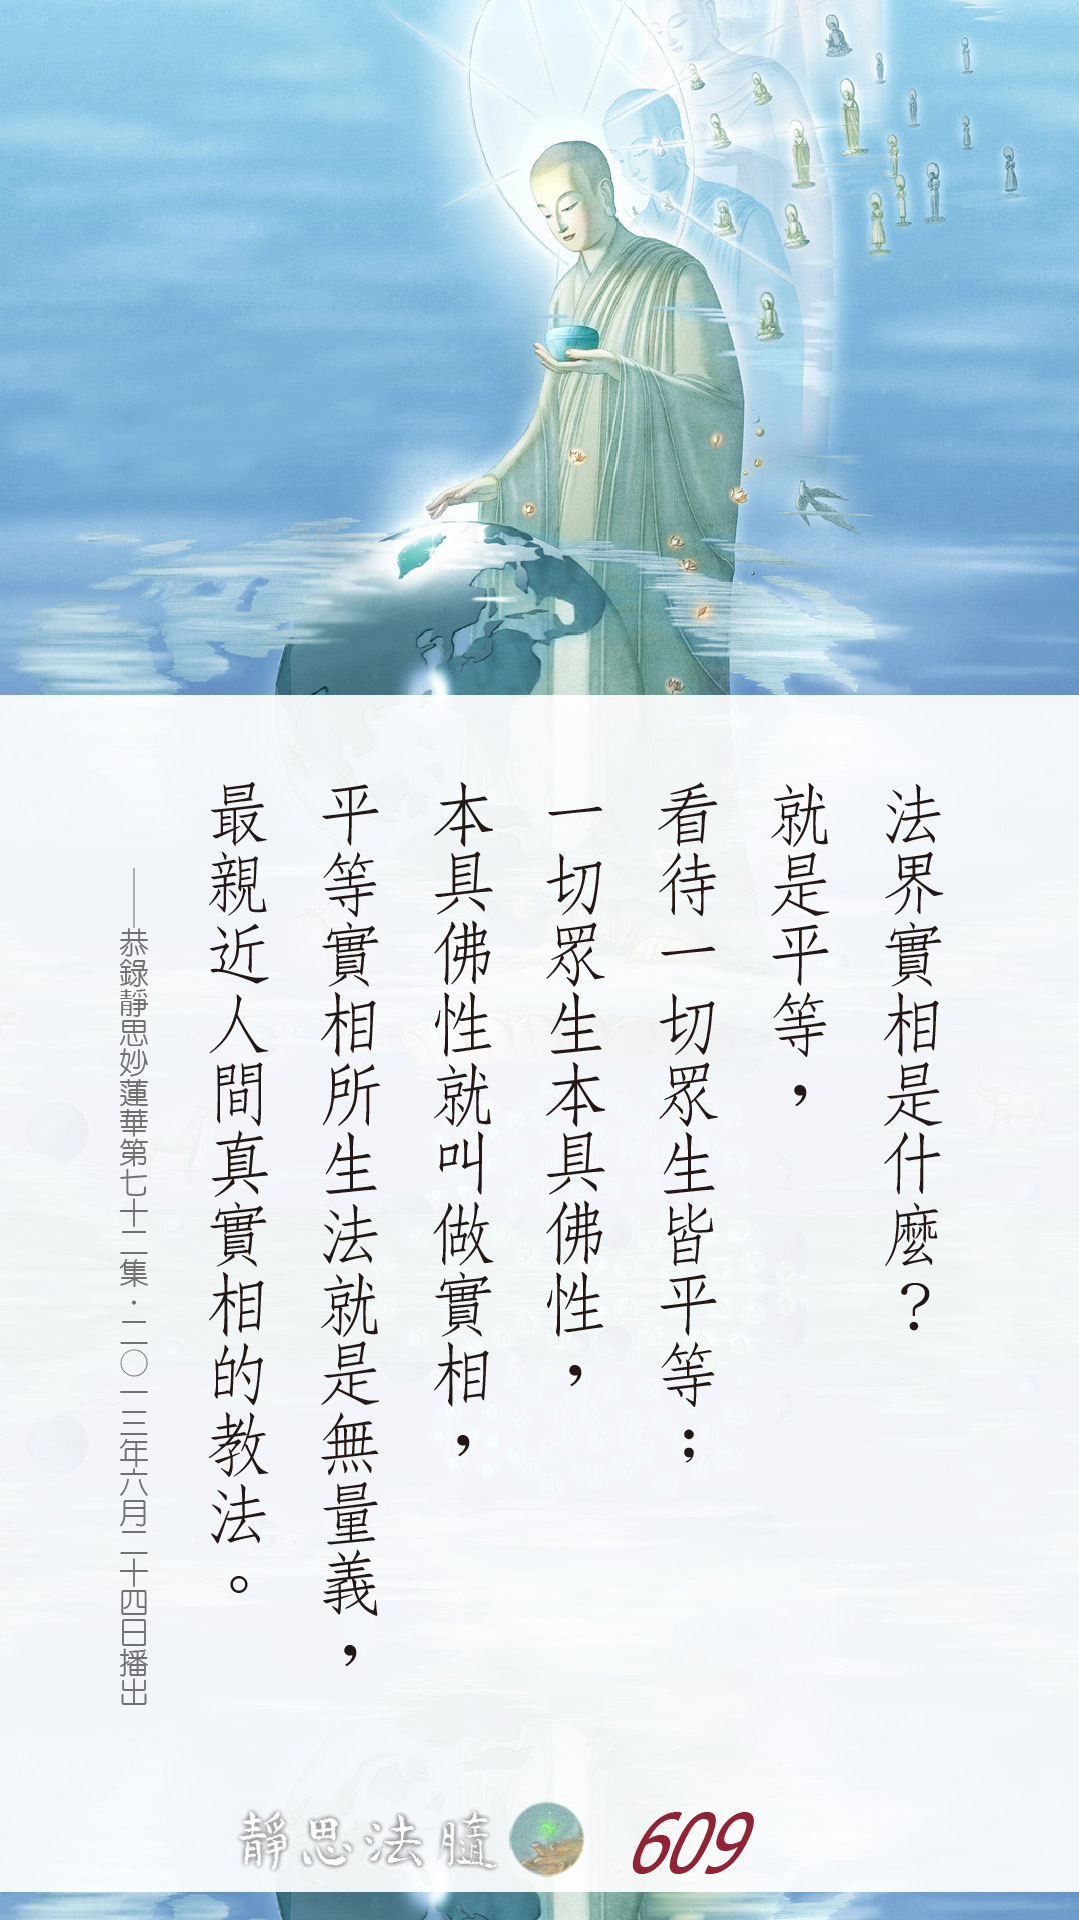 法界實相是什麼？
就是平等，
看待一切眾生皆平等；
一切眾生本具佛性，
本具佛性就叫做實相，
平等實相所生法就是無量義，
最親近人間真實相的教法。
——恭錄靜思妙蓮華第七十二集．二〇一三年六月二十四日播出
靜思法髓
609